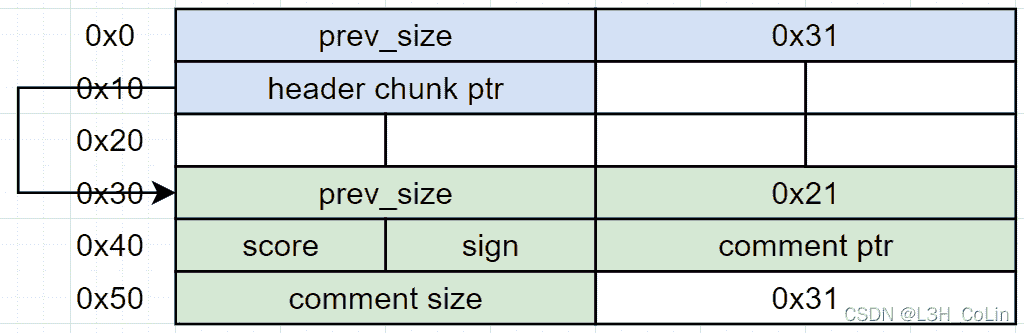 0x0 prev_size 0x31
0x10 header chunk ptr
0x20
0x30 prev_size 0x21
0x40 score sign comment ptr
0x50 comment size 0x31
CSDN @L3H_CoLin